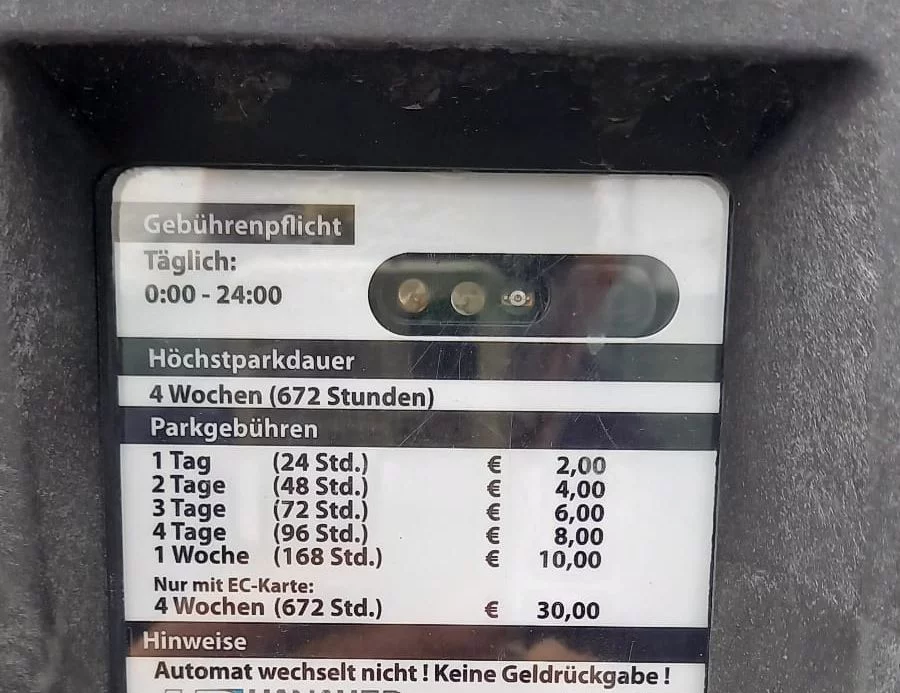 Gebührenpflicht
Täglich:
0:00 - 24:00
Höchstparkdauer
4 Wochen (672 Stunden)
Parkgebühren
1 Tag (24 Std.) € 2,00
2 Tage (48 Std.) € 4,00
3 Tage (72 Std.) € 6,00
4 Tage (96 Std.) € 8,00
1 Woche (168 Std.) € 10,00
Nur mit EC-Karte:
4 Wochen (672 Std.) € 30,00
Hinweise
Automat wechselt nicht! Keine Geldrückgabe!